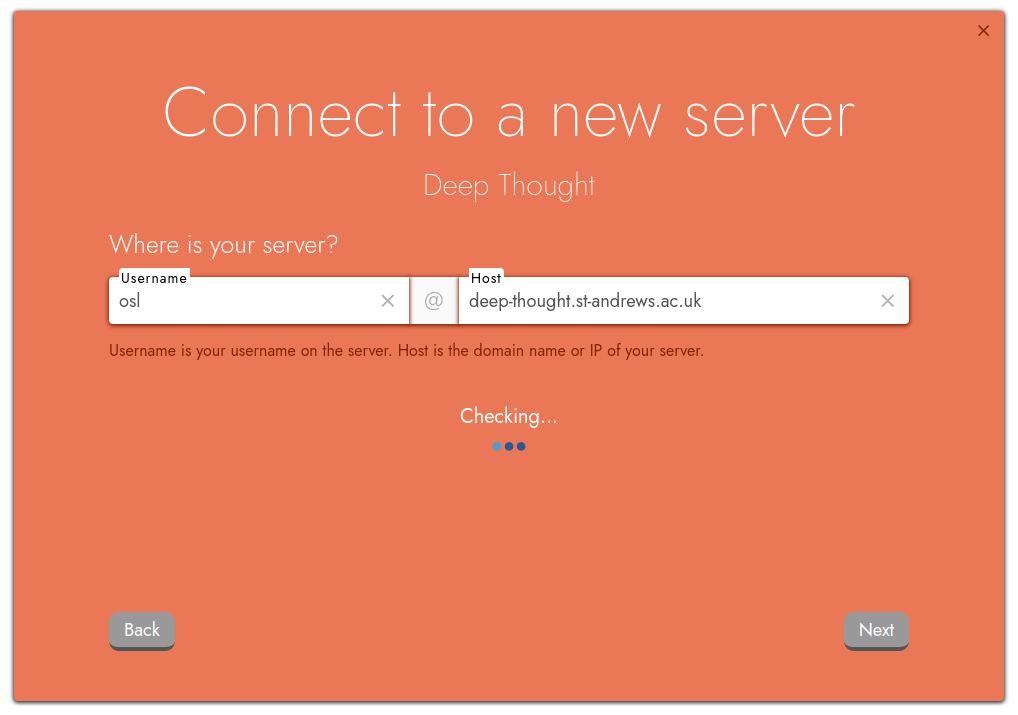 Connect to a new server
Deep Thought
Where is your server?
Username
Host
osl
@
deep-thought.st-andrews.ac.uk
Username is your username on the server. Host is the domain name or IP of your server.
Checking...
Back
Next